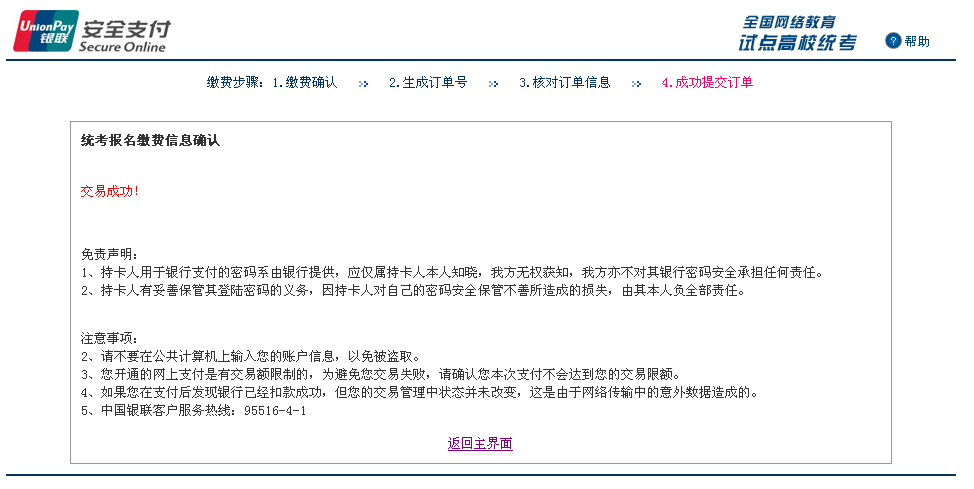 UnionPay
银联
安全支付
Secure Online
全国网络教育
试点高校统考
? 帮助
缴费步骤：1.缴费确认 >> 2.生成订单号 >> 3.核对订单信息 >> 4.成功提交订单
统考报名缴费信息确认
交易成功!
免责声明：
1、持卡人用于银行支付的密码系由银行提供，应仅属持卡人本人知晓，我方无权获知，我方亦不对其银行密码安全承担任何责任。
2、持卡人有妥善保管其登陆密码的义务，因持卡人对自己的密码安全保管不善所造成的损失，由其本人负全部责任。
注意事项：
2、请不要在公共计算机上输入您的账户信息，以免被盗取。
3、您开通的网上支付是有交易额限制的，为避免您交易失败，请确认您本次支付不会达到您的交易限额。
4、如果您在支付后发现银行已经扣款成功，但您的交易管理中状态并未改变，这是由于网络传输中的意外数据造成的。
5、中国银联客户服务热线：95516-4-1
返回主界面